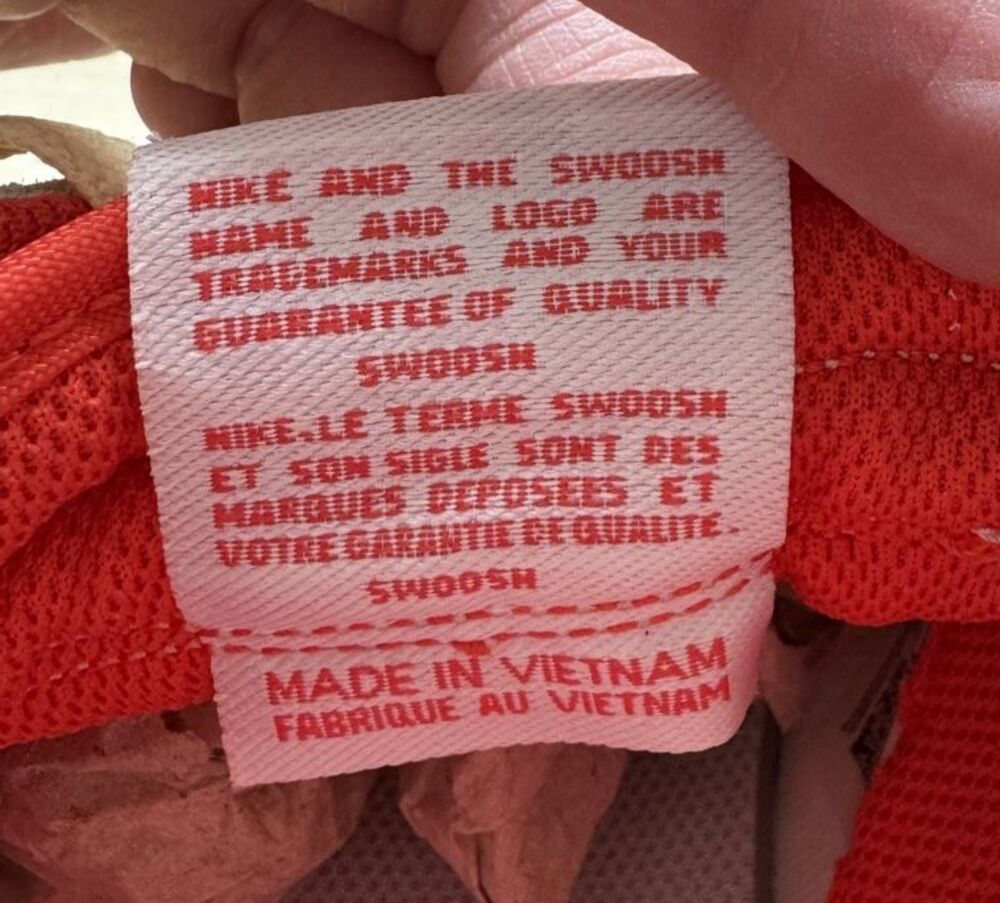 NIKE AND THE SWOOSH
NAME AND LOGO ARE
TRADEMARKS AND YOUR
GUARANTEE OF QUALITY
SWOOSH
NIKE.LE TERME SWOOSH
ET SON SIGLE SONT DES
MARQUES DEPOSEES ET
VOTRE GARANTIE DE QUALITE.
SWOOSH
MADE IN VIETNAM
FABRIQUE AU VIETNAM